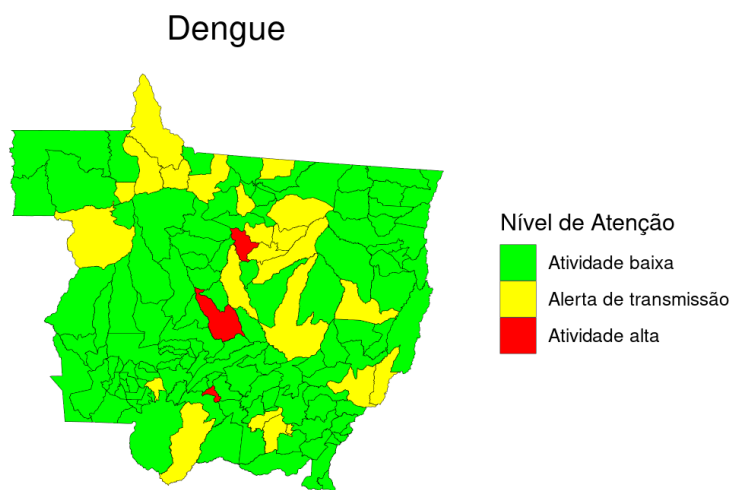 Dengue
Nível de Atenção
Atividade baixa
Alerta de transmissão
Atividade alta